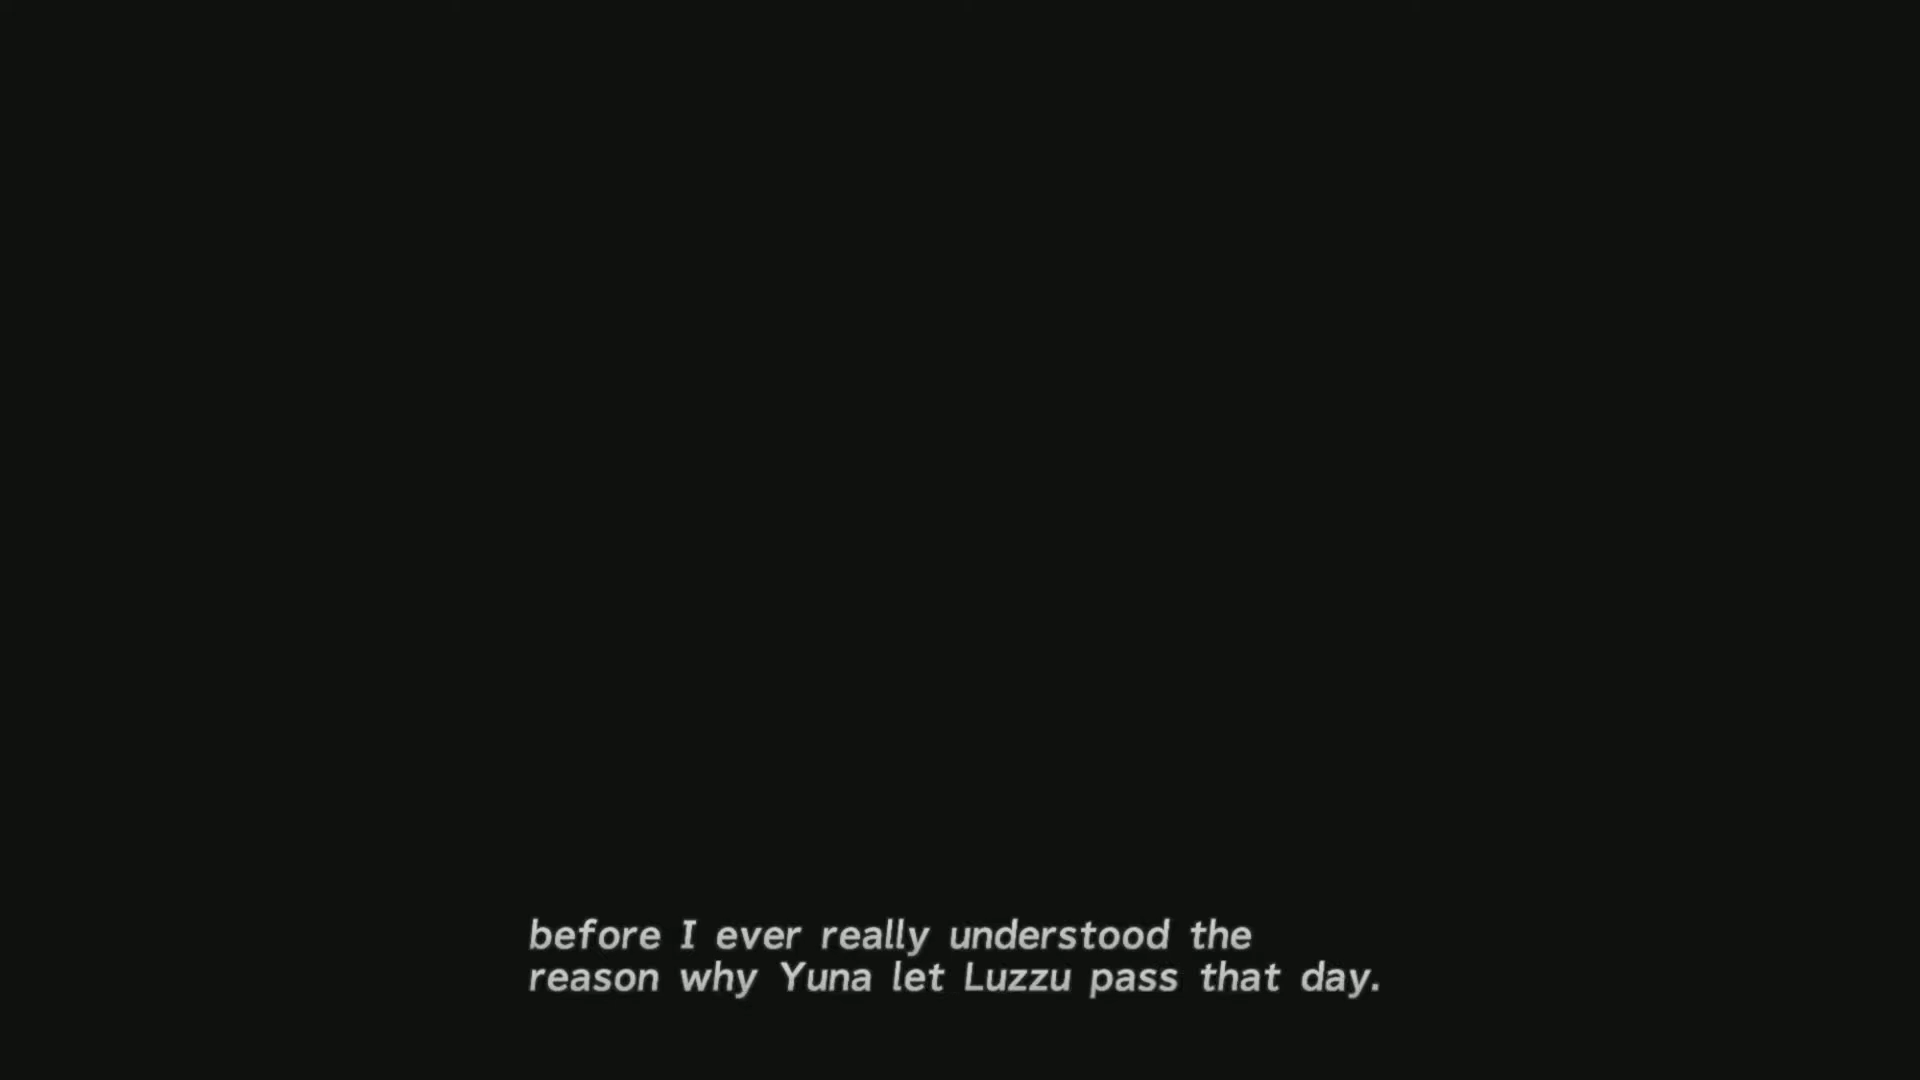 before I ever really understood the
reason why Yuna let Luzzu pass that day.